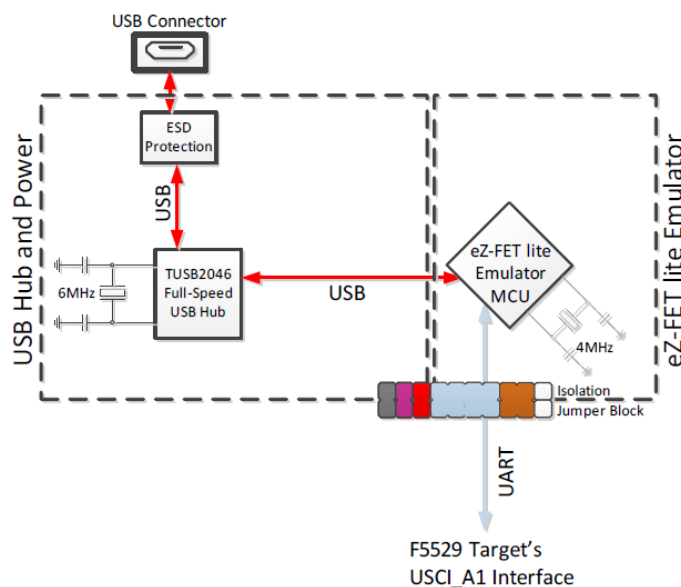 USB Connector
ESD
Protection
USB
USB Hub and Power
TUSB2046
Full-Speed
USB Hub
6MHz
USB
eZ-FET lite
Emulator
MCU
4MHz
eZ-FET lite Emulator
Isolation
Jumper Block
UART
F5529 Target's
USCI_A1 Interface